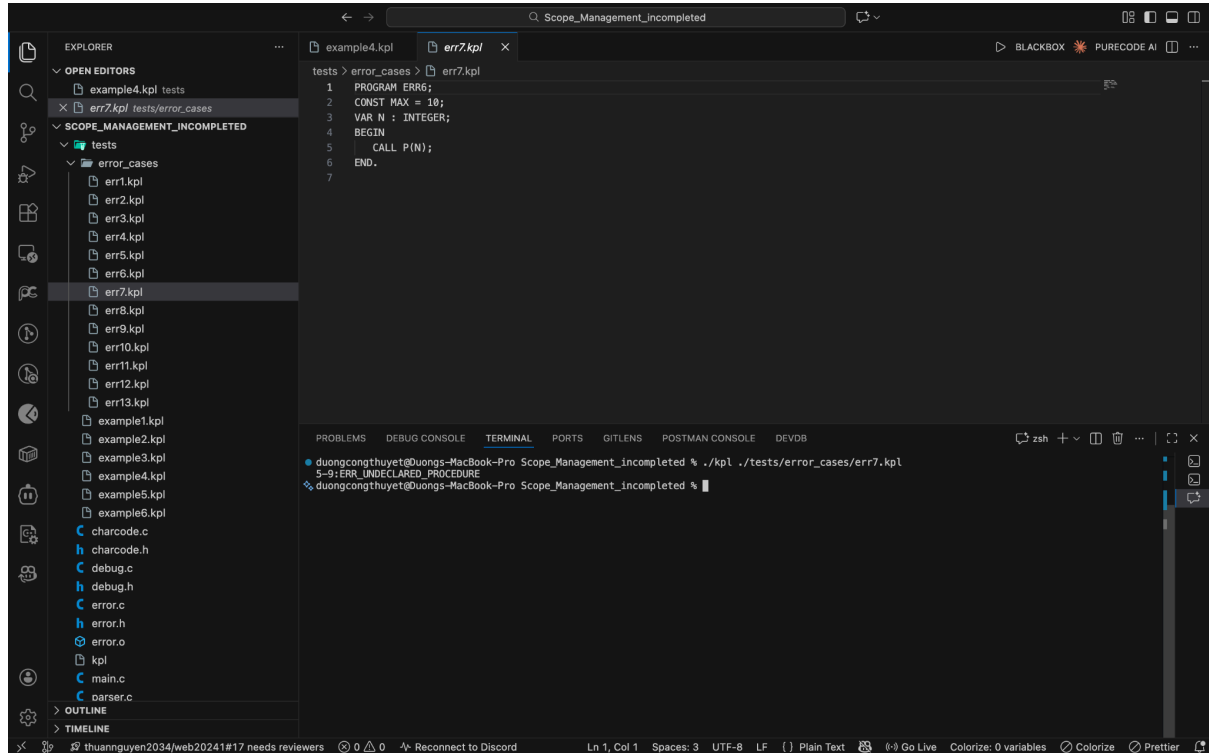 Scope_Management_incompleted
EXPLORER
OPEN EDITORS
example4.kpl tests
err7.kpl tests/error_cases
SCOPE_MANAGEMENT_INCOMPLETED
tests
error_cases
err1.kpl
err2.kpl
err3.kpl
err4.kpl
err5.kpl
err6.kpl
err7.kpl
err8.kpl
err9.kpl
err10.kpl
err11.kpl
err12.kpl
err13.kpl
example1.kpl
example2.kpl
example3.kpl
example4.kpl
example5.kpl
example6.kpl
charcode.c
charcode.h
debug.c
debug.h
error.c
error.h
error.o
kpl
main.c
parser.c
OUTLINE
TIMELINE
example4.kpl err7.kpl
BLACKBOX PURECODE AI
tests > error_cases > err7.kpl
1 PROGRAM ERR6;
2 CONST MAX = 10;
3 VAR N : INTEGER;
4 BEGIN
5 CALL P(N);
6 END.
7
PROBLEMS DEBUG CONSOLE TERMINAL PORTS GITLENS POSTMAN CONSOLE DEVDB
zsh
duongcongthuyet@Duongs-MacBook-Pro Scope_Management_incompleted % ./kpl ./tests/error_cases/err7.kpl
5-9:ERR_UNDECLARED_PROCEDURE
duongcongthuyet@Duongs-MacBook-Pro Scope_Management_incompleted %
thuannguyen2034/web20241#17 needs reviewers 0 0 Reconnect to Discord Ln 1, Col 1 Spaces: 3 UTF-8 LF { } Plain Text Go Live Colorize: 0 variables Colorize Prettier